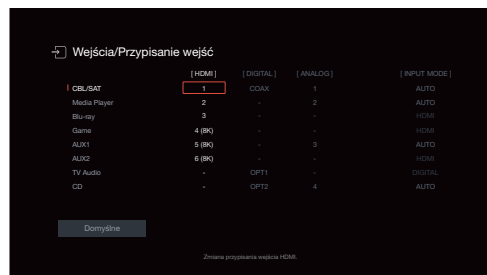 Wejścia/Przypisanie wejść
[ HDMI ] [ DIGITAL ] [ ANALOG ] [ INPUT MODE ]
CBL/SAT 1 COAX 1 AUTO
Media Player 2 - 2 AUTO
Blu-ray 3 - - HDMI
Game 4 (8K) - - HDMI
AUX1 5 (8K) - 3 AUTO
AUX2 6 (8K) - - HDMI
TV Audio - OPT1 - DIGITAL
CD - OPT2 4 AUTO
Domyślne
Zmiana przypisania wejścia HDMI.